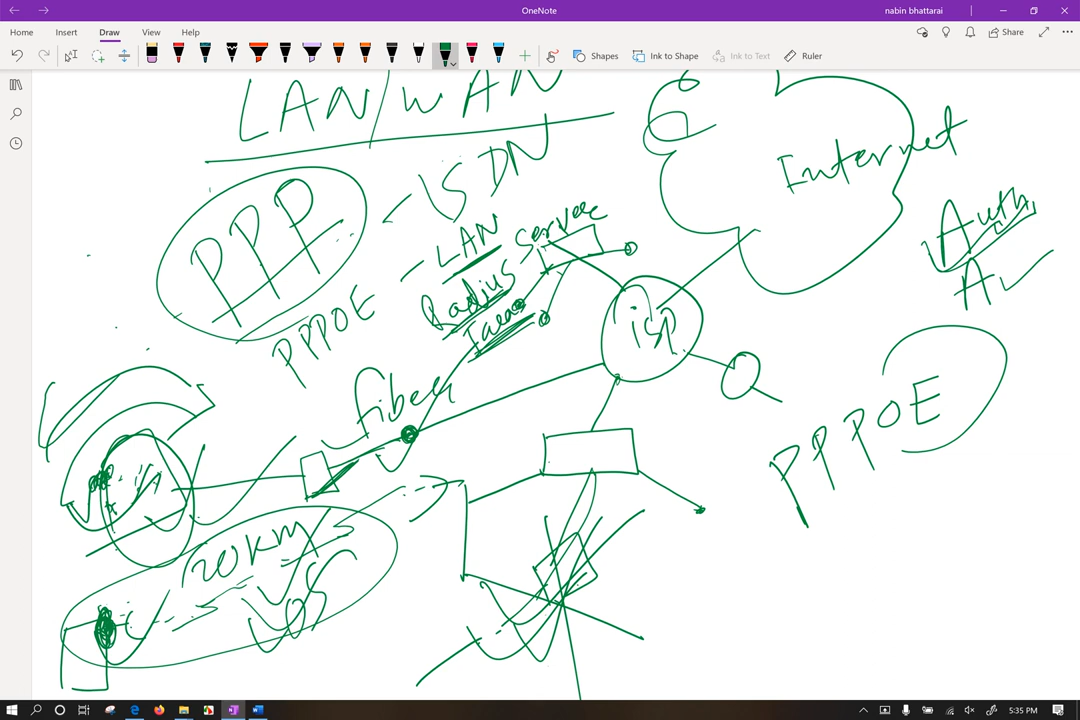 OneNote
nabin bhattarai
Home Insert Draw View Help
Share
Shapes Ink to Shape Ink to Text Ruler
LAN/WAN
PPP
- ISDN
- LAN
PPPOE
Radius Server
Internet
Auth
isp
fiber
PPPOE
20KM
LOS
5:35 PM